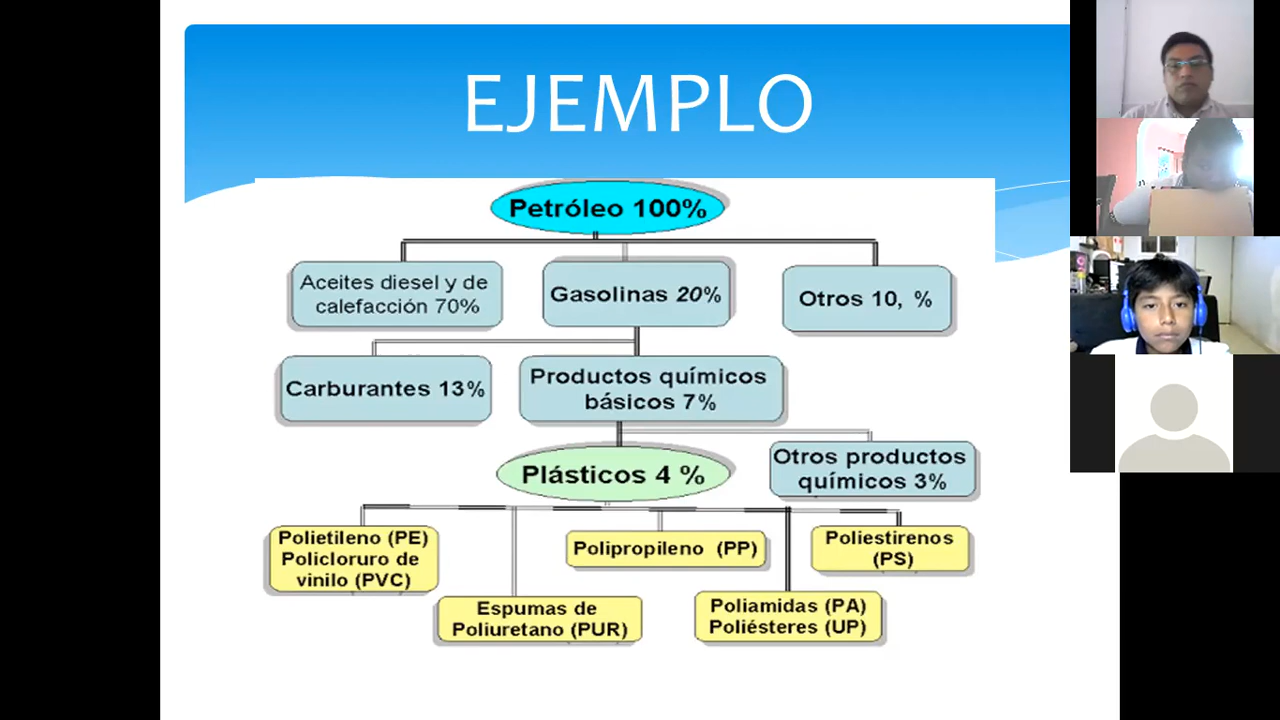 EJEMPLO
Petróleo 100%
Aceites diesel y de
calefacción 70%
Gasolinas 20%
Otros 10, %
Carburantes 13%
Productos químicos
básicos 7%
Plásticos 4 %
Otros productos
químicos 3%
Polietileno (PE)
Policloruro de
vinilo (PVC)
Polipropileno (PP)
Poliestirenos
(PS)
Espumas de
Poliuretano (PUR)
Poliamidas (PA)
Poliésteres (UP)